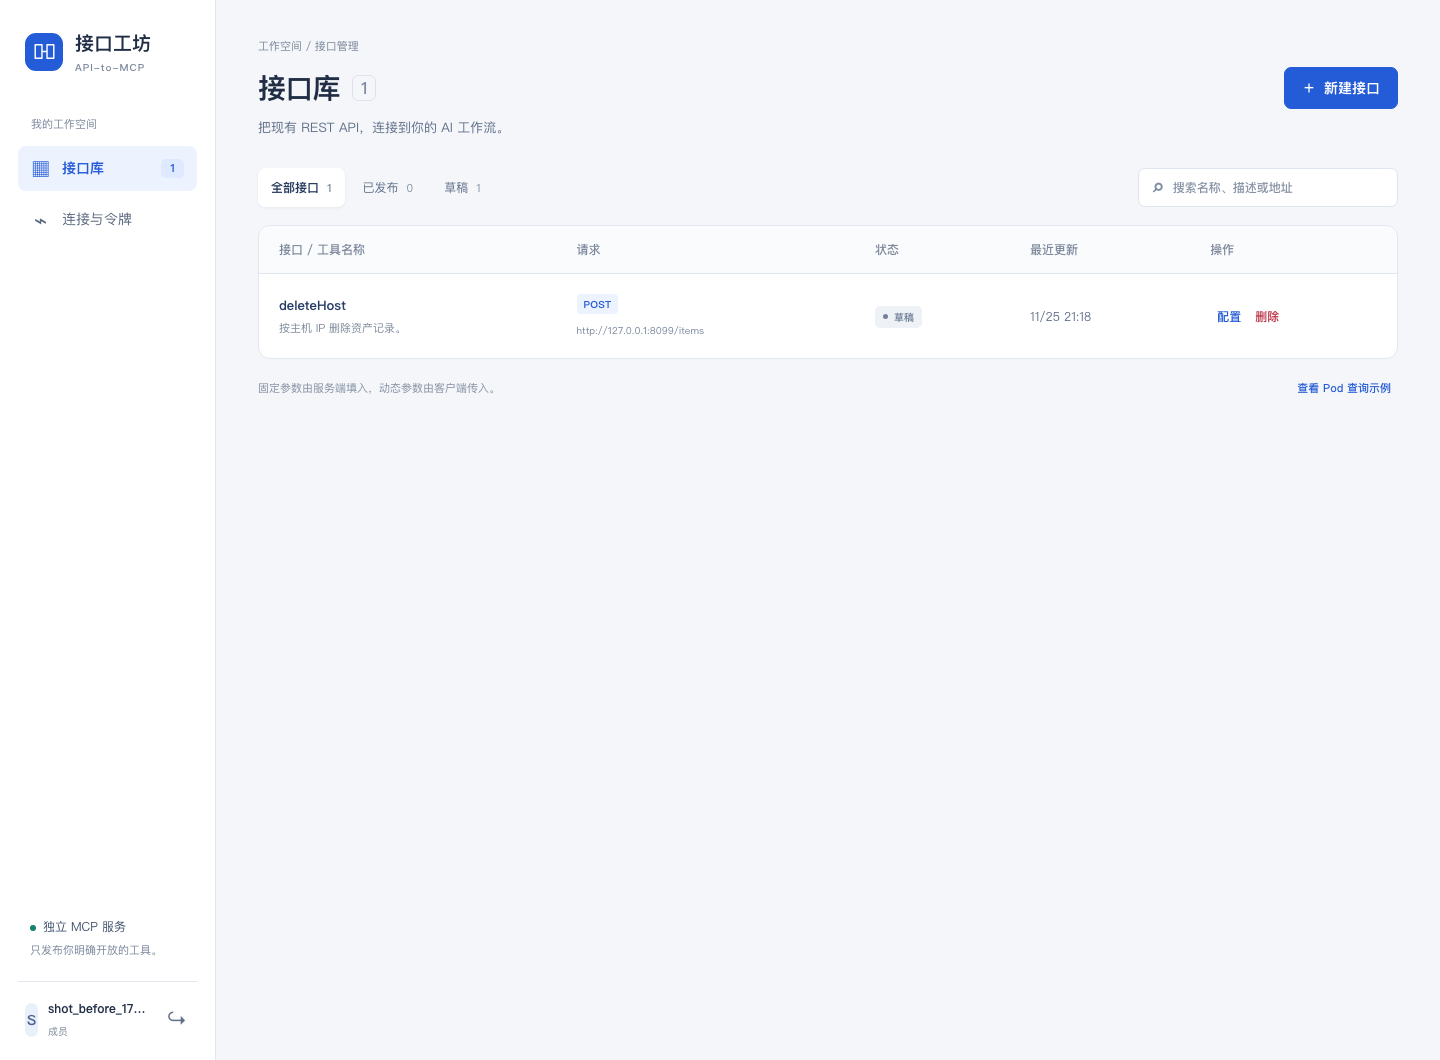 接口工坊
API-to-MCP
我的工作空间
接口库 1
连接与令牌
独立 MCP 服务
只发布你明确开放的工具。
S
shot_before_17...
成员
工作空间 / 接口管理
接口库 1
把现有 REST API，连接到你的 AI 工作流。
+ 新建接口
全部接口 1 已发布 0 草稿 1
搜索名称、描述或地址
接口 / 工具名称 请求 状态 最近更新 操作
deleteHost
按主机 IP 删除资产记录。
POST
http://127.0.0.1:8099/items
草稿
11/25 21:18
配置 删除
固定参数由服务端填入，动态参数由客户端传入。
查看 Pod 查询示例